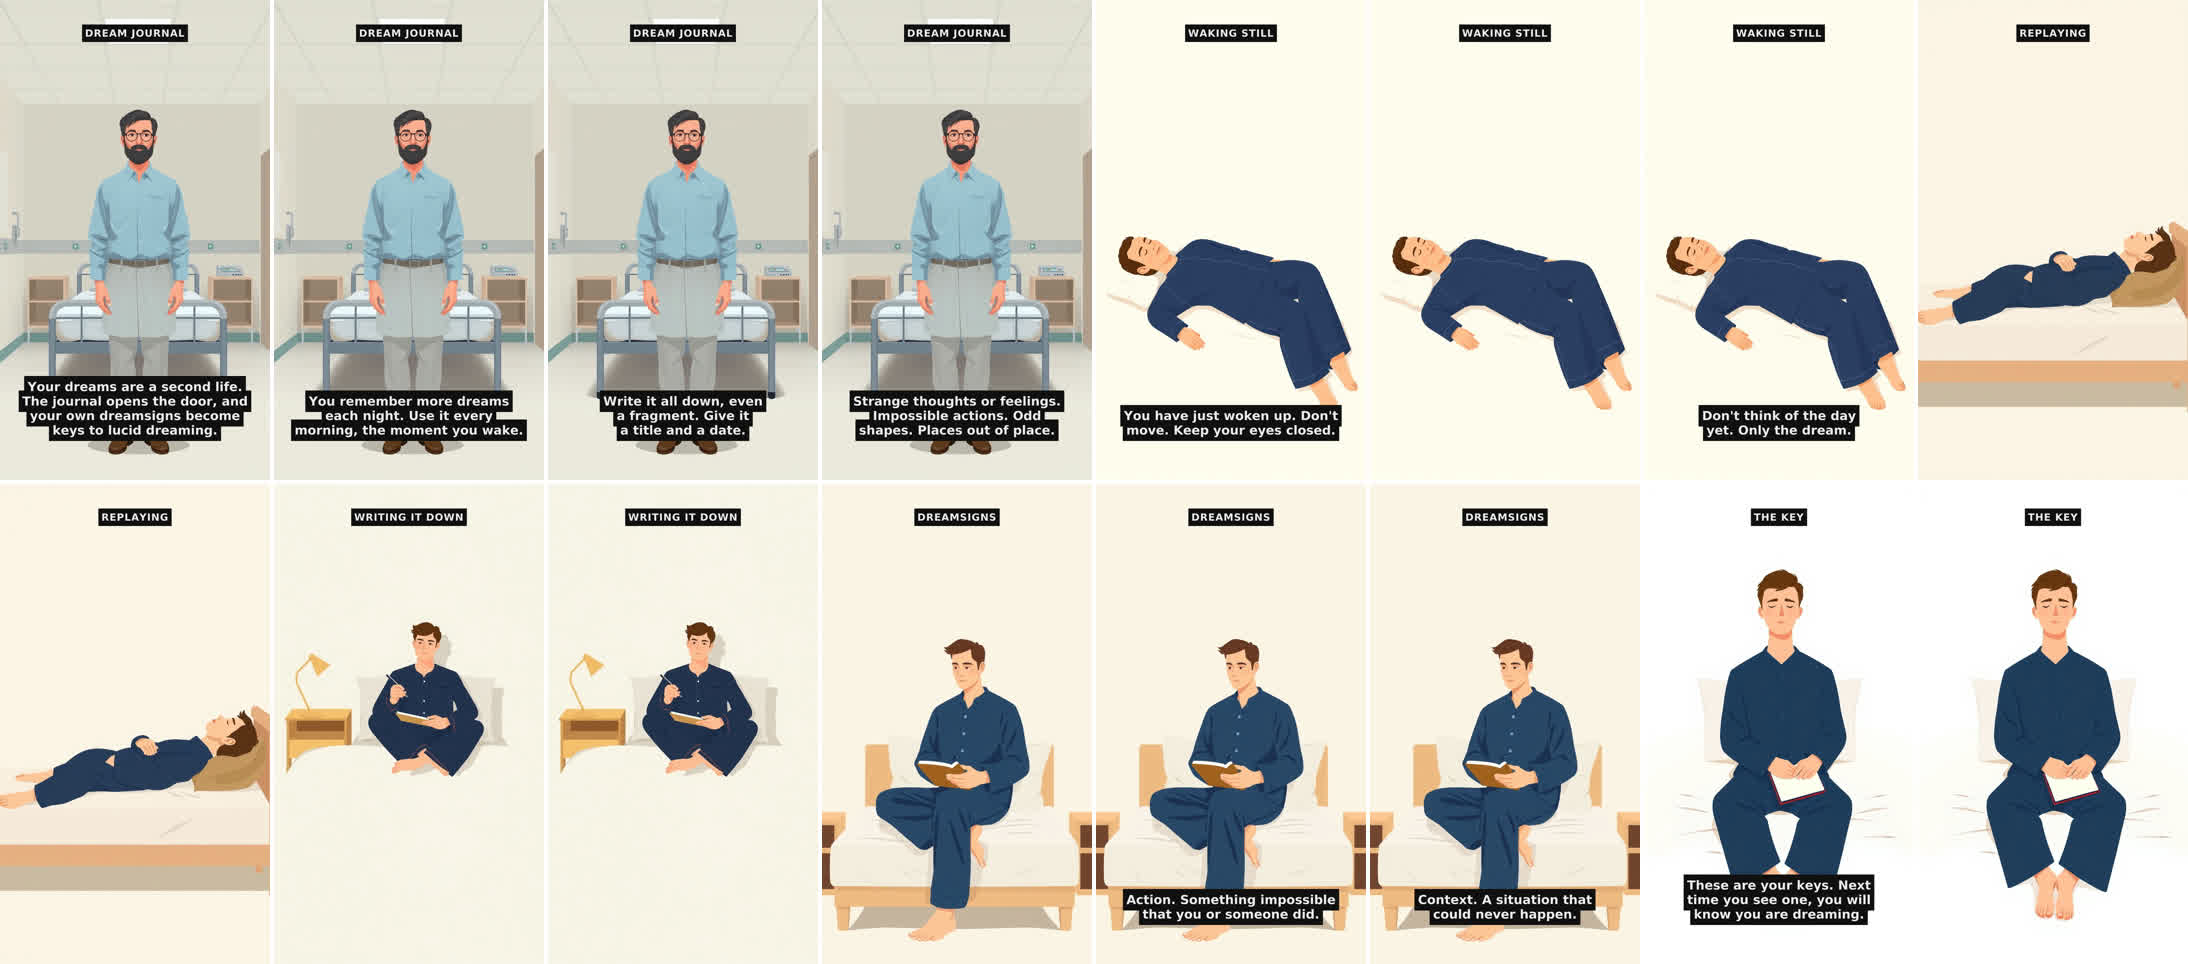 DREAM JOURNAL
Your dreams are a second life.
The journal opens the door, and
your own dreamsigns become
keys to lucid dreaming.
DREAM JOURNAL
You remember more dreams
each night. Use it every
morning, the moment you wake.
DREAM JOURNAL
Write it all down, even
a fragment. Give it
a title and a date.
DREAM JOURNAL
Strange thoughts or feelings.
Impossible actions. Odd
shapes. Places out of place.
WAKING STILL
You have just woken up. Don't
move. Keep your eyes closed.
WAKING STILL
WAKING STILL
Don't think of the day
yet. Only the dream.
REPLAYING
REPLAYING
WRITING IT DOWN
WRITING IT DOWN
DREAMSIGNS
DREAMSIGNS
Action. Something impossible
that you or someone did.
DREAMSIGNS
Context. A situation that
could never happen.
THE KEY
These are your keys. Next
time you see one, you will
know you are dreaming.
THE KEY